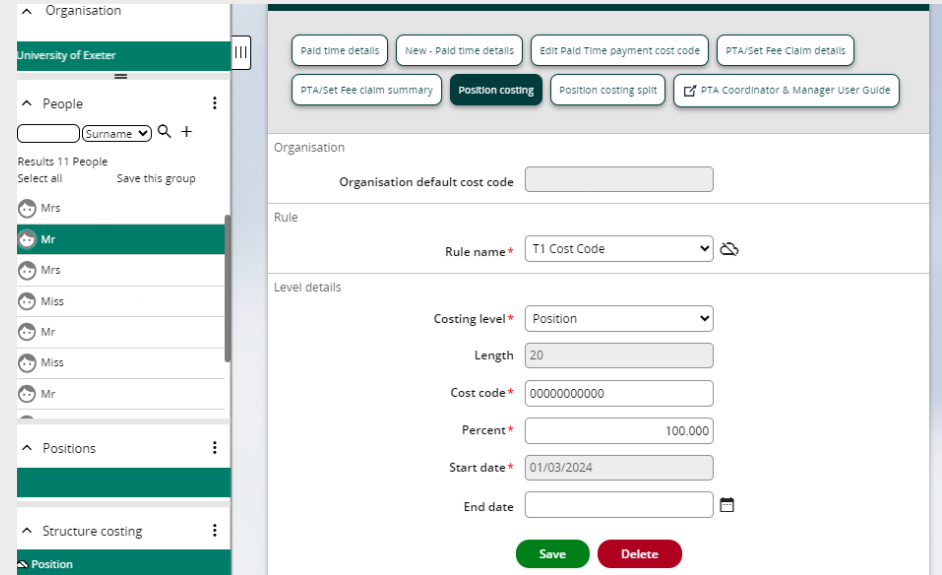 Organisation
University of Exeter
People
Surname
Results 11 People
Select all Save this group
Mrs
Mr
Mrs
Miss
Mr
Miss
Mr
Positions
Structure costing
Position
Paid time details New - Paid time details Edit Paid Time payment cost code PTA/Set Fee Claim details
PTA/Set Fee claim summary Position costing Position costing split PTA Coordinator & Manager User Guide
Organisation
Organisation default cost code
Rule
Rule name* T1 Cost Code
Level details
Costing level* Position
Length 20
Cost code* 00000000000
Percent* 100.000
Start date* 01/03/2024
End date
Save Delete